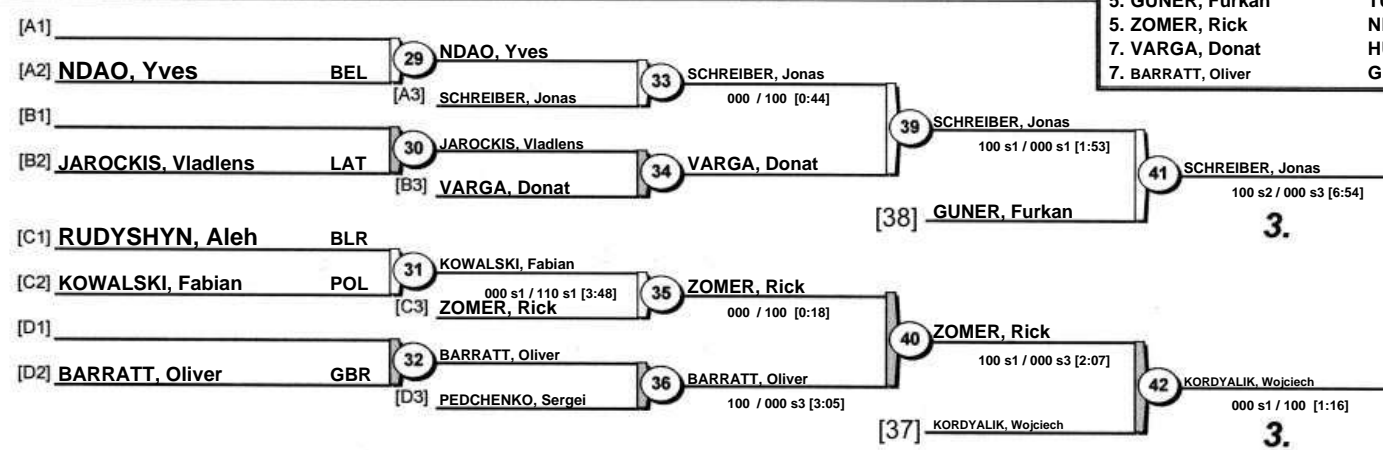 5. GUNER, Furkan
5. ZOMER, Rick
7. VARGA, Donat
7. BARRATT, Oliver
[A1]
[A2] NDAO, Yves BEL
29
NDAO, Yves
[A3] SCHREIBER, Jonas
33
SCHREIBER, Jonas
000 / 100 [0:44]
[B1]
[B2] JAROCKIS, Vladlens LAT
30
JAROCKIS, Vladlens
[B3] VARGA, Donat
34
VARGA, Donat
39
SCHREIBER, Jonas
100 s1 / 000 s1 [1:53]
[38] GUNER, Furkan
41
SCHREIBER, Jonas
100 s2 / 000 s3 [6:54]
3.
[C1] RUDYSHYN, Aleh BLR
[C2] KOWALSKI, Fabian POL
31
KOWALSKI, Fabian
000 s1 / 110 s1 [3:48]
[C3] ZOMER, Rick
35
ZOMER, Rick
000 / 100 [0:18]
[D1]
[D2] BARRATT, Oliver GBR
32
BARRATT, Oliver
[D3] PEDCHENKO, Sergei
36
BARRATT, Oliver
100 / 000 s3 [3:05]
40
ZOMER, Rick
100 s1 / 000 s3 [2:07]
[37] KORDYALIK, Wojciech
42
KORDYALIK, Wojciech
000 s1 / 100 [1:16]
3.